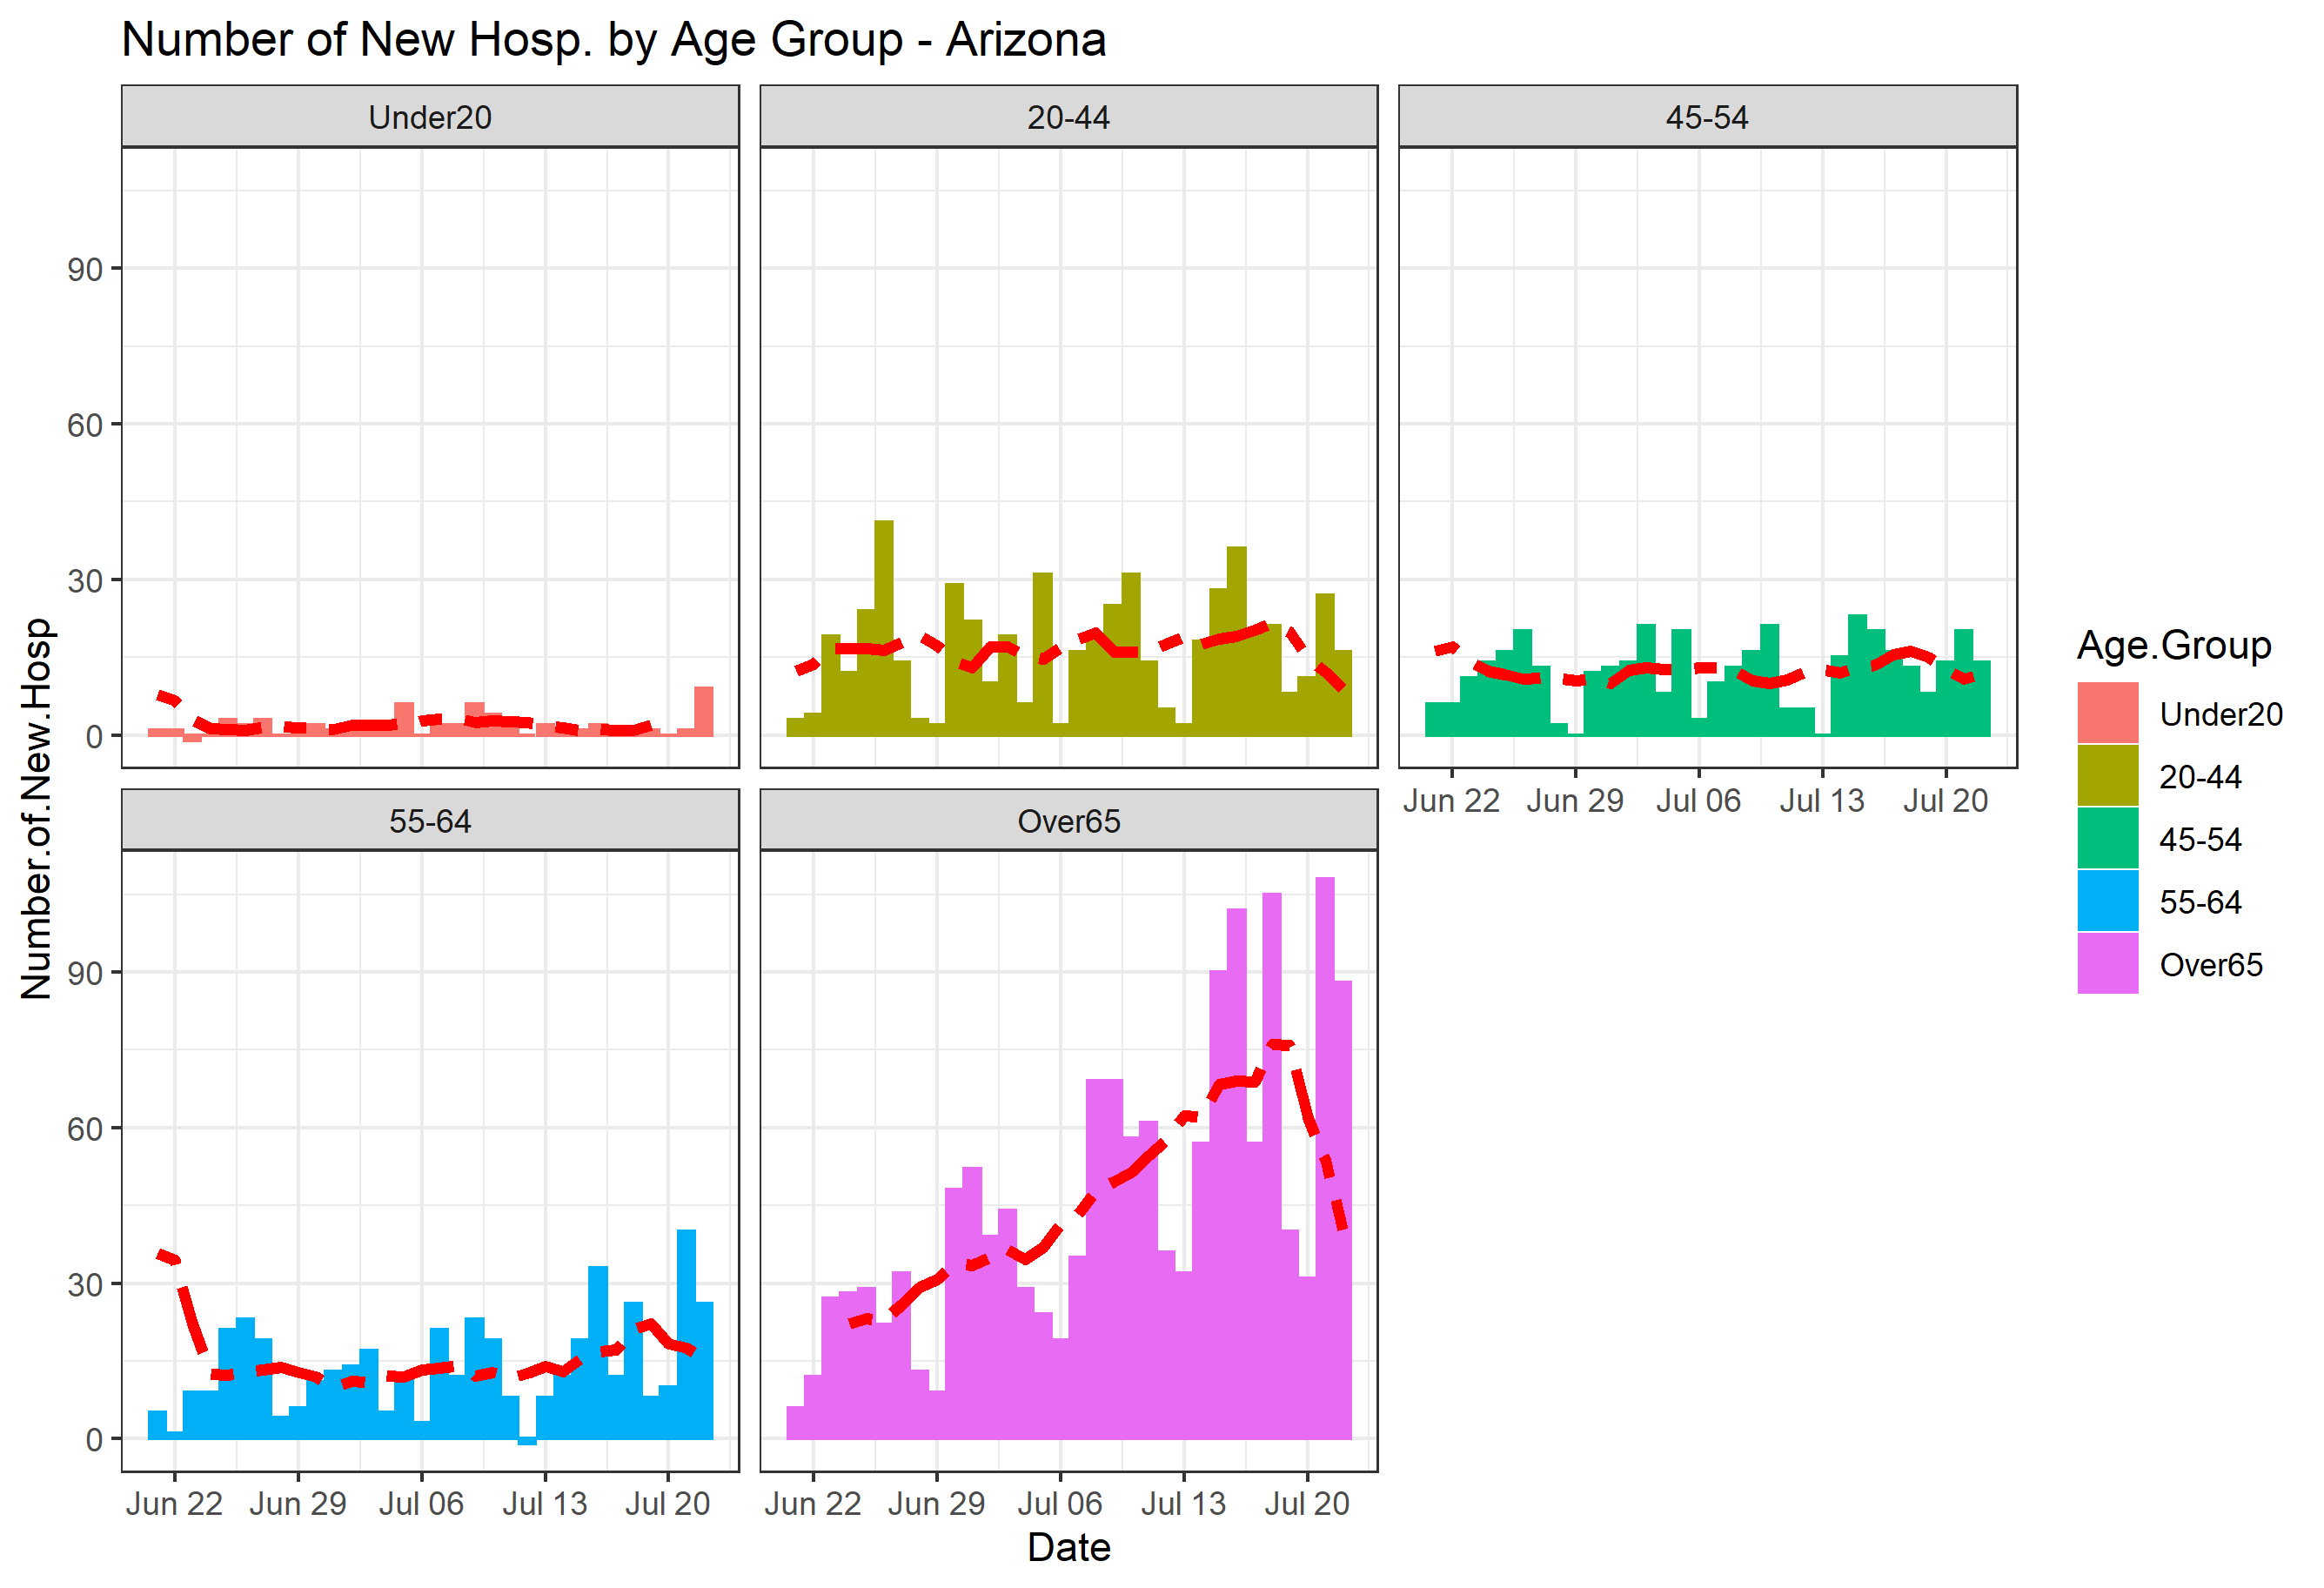 Number of New Hosp. by Age Group - Arizona
Under20
20-44
45-54
90
60
30
0
Jun 22 Jun 29 Jul 06 Jul 13 Jul 20
55-64
Over65
90
60
30
0
Jun 22 Jun 29 Jul 06 Jul 13 Jul 20
Jun 22 Jun 29 Jul 06 Jul 13 Jul 20
Date
Number.of.New.Hosp
Age.Group
Under20
20-44
45-54
55-64
Over65